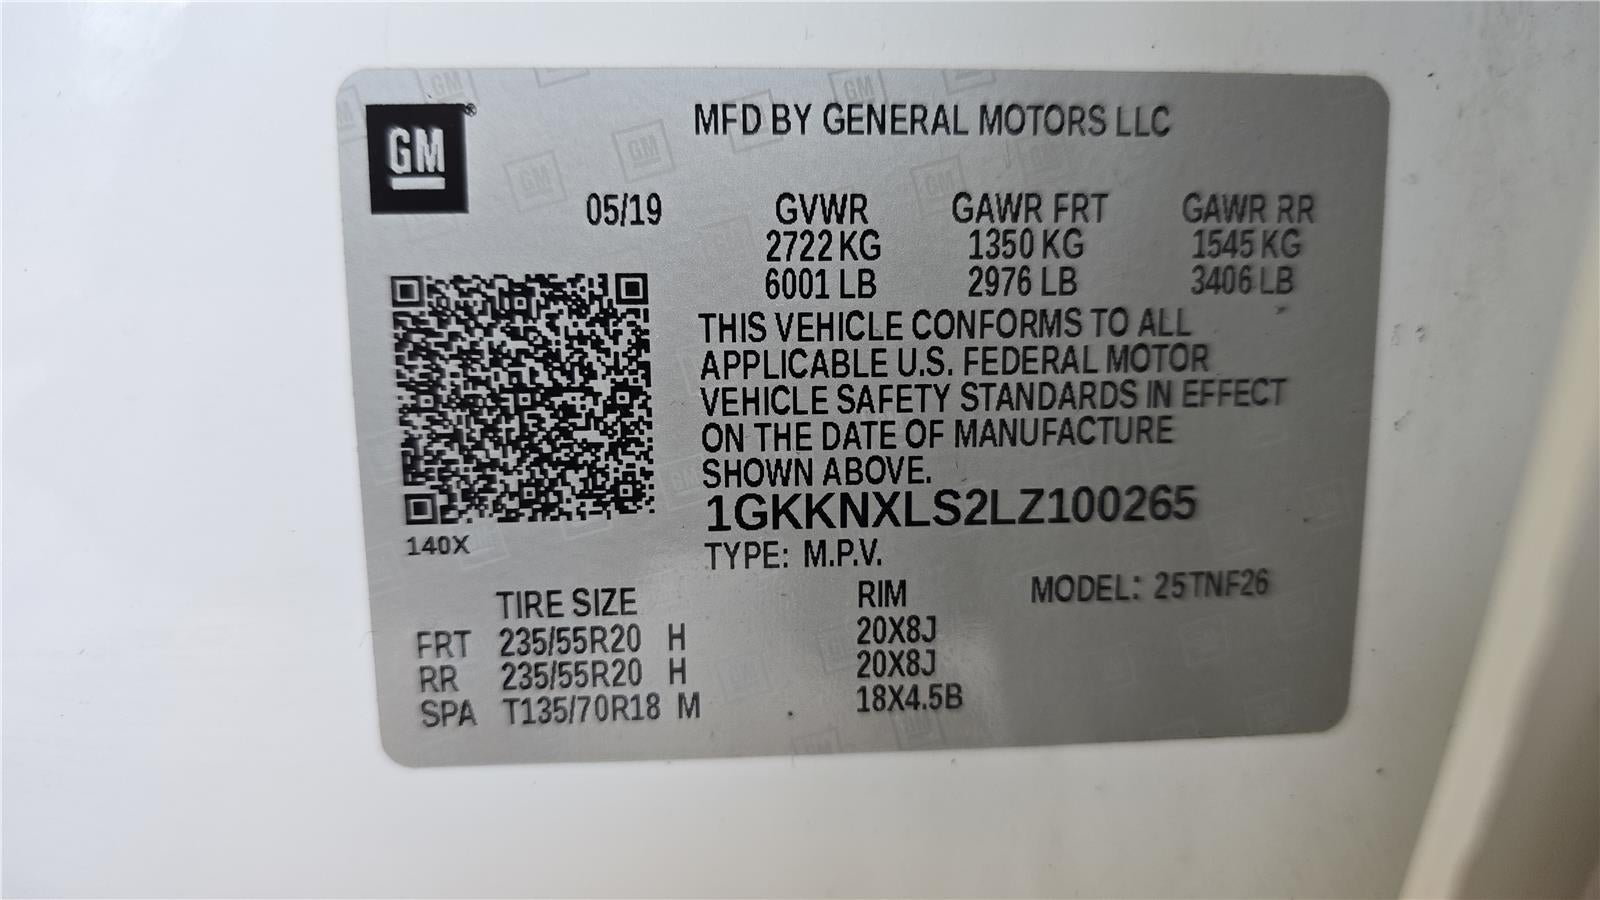 GM®
MFD BY GENERAL MOTORS LLC
05/19 GVWR GAWR FRT GAWR RR
2722 KG 1350 KG 1545 KG
6001 LB 2976 LB 3406 LB
THIS VEHICLE CONFORMS TO ALL
APPLICABLE U.S. FEDERAL MOTOR
VEHICLE SAFETY STANDARDS IN EFFECT
ON THE DATE OF MANUFACTURE
SHOWN ABOVE.
1GKKNXLS2LZ100265
140X
TYPE: M.P.V.
TIRE SIZE RIM MODEL: 25TNF26
FRT 235/55R20 H 20X8J
RR 235/55R20 H 20X8J
SPA T135/70R18 M 18X4.5B